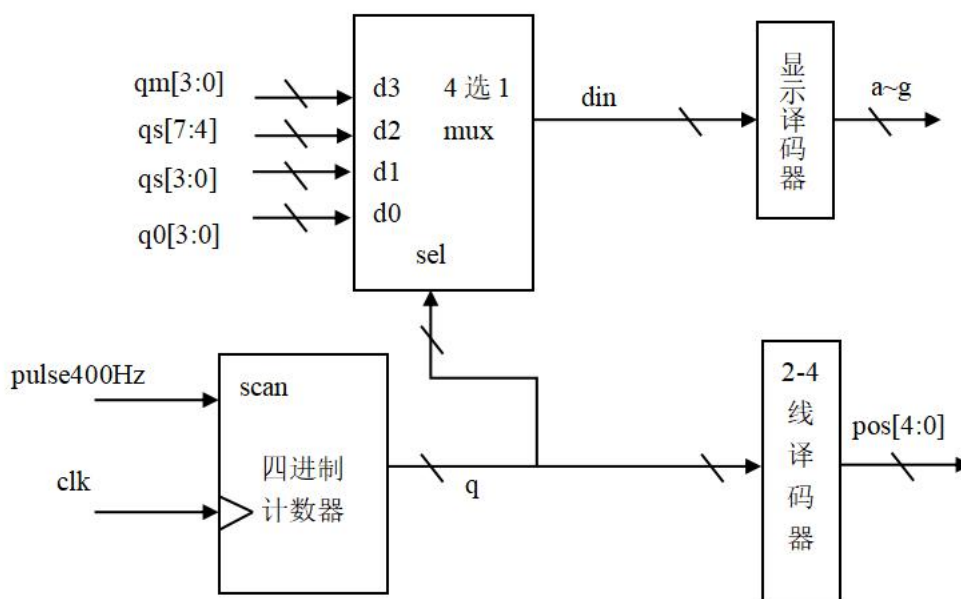 qm[3:0]
qs[7:4]
qs[3:0]
q0[3:0]
d3
d2
d1
d0
4 选 1
mux
sel
din
显示译码器
a~g
pulse400Hz
clk
scan
四进制
计数器
q
2-4
线译码器
pos[4:0]